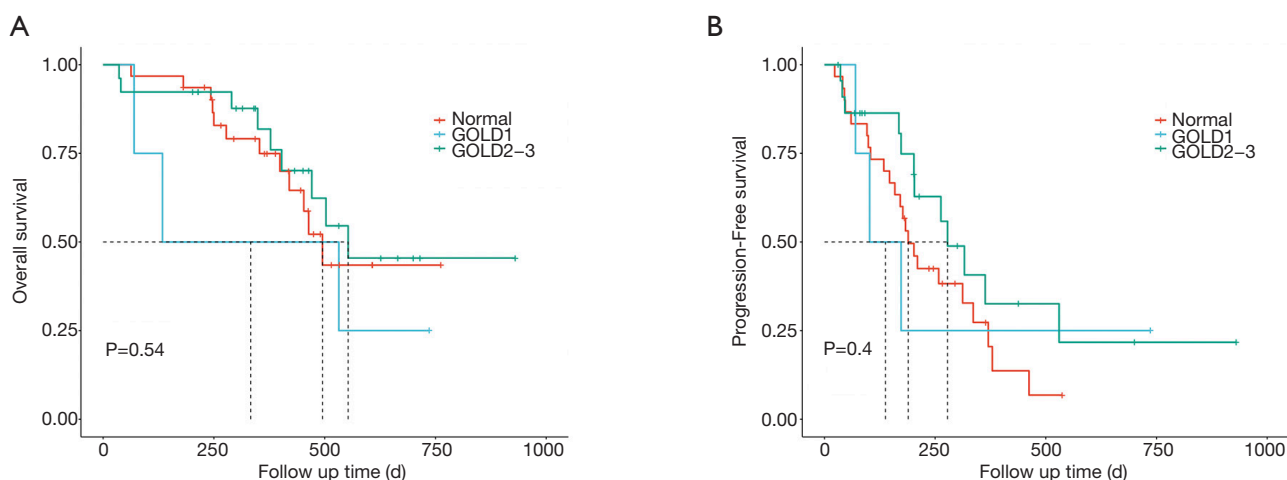 A
Overall survival
1.00
0.75
0.50
0.25
0.00
Normal
GOLD1
GOLD2–3
P=0.54
0
250
500
750
1000
Follow up time (d)
B
Progression-Free survival
1.00
0.75
0.50
0.25
0.00
Normal
GOLD1
GOLD2–3
P=0.4
0
250
500
750
1000
Follow up time (d)